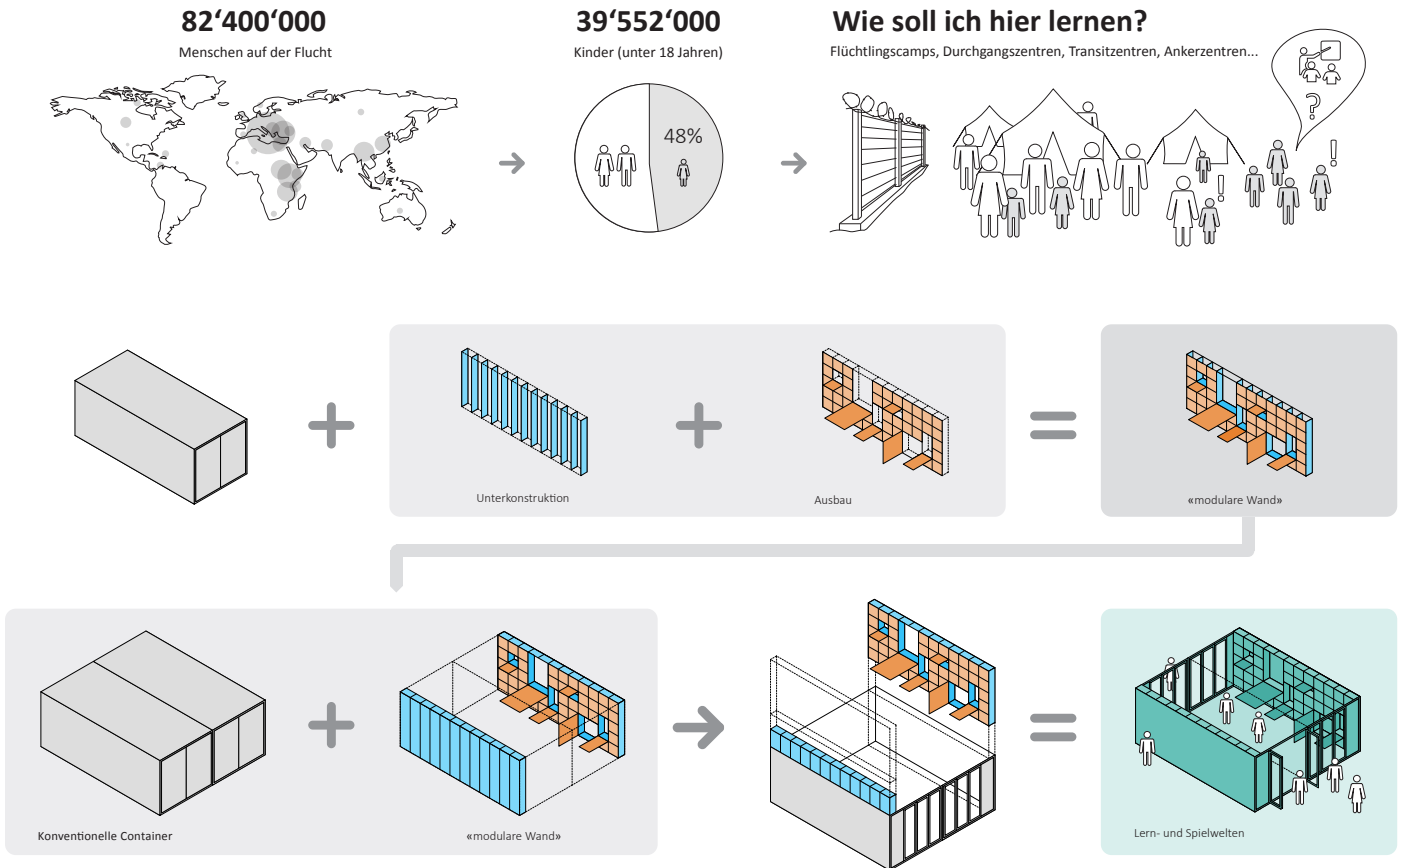 82‘400‘000
Menschen auf der Flucht
39‘552‘000
Kinder (unter 18 Jahren)
Wie soll ich hier lernen?
Flüchtlingscamps, Durchgangszentren, Transitzentren, Ankerzentren...
48%
?
!
!
Unterkonstruktion
Ausbau
«modulare Wand»
Konventionelle Container
«modulare Wand»
Lern- und Spielwelten